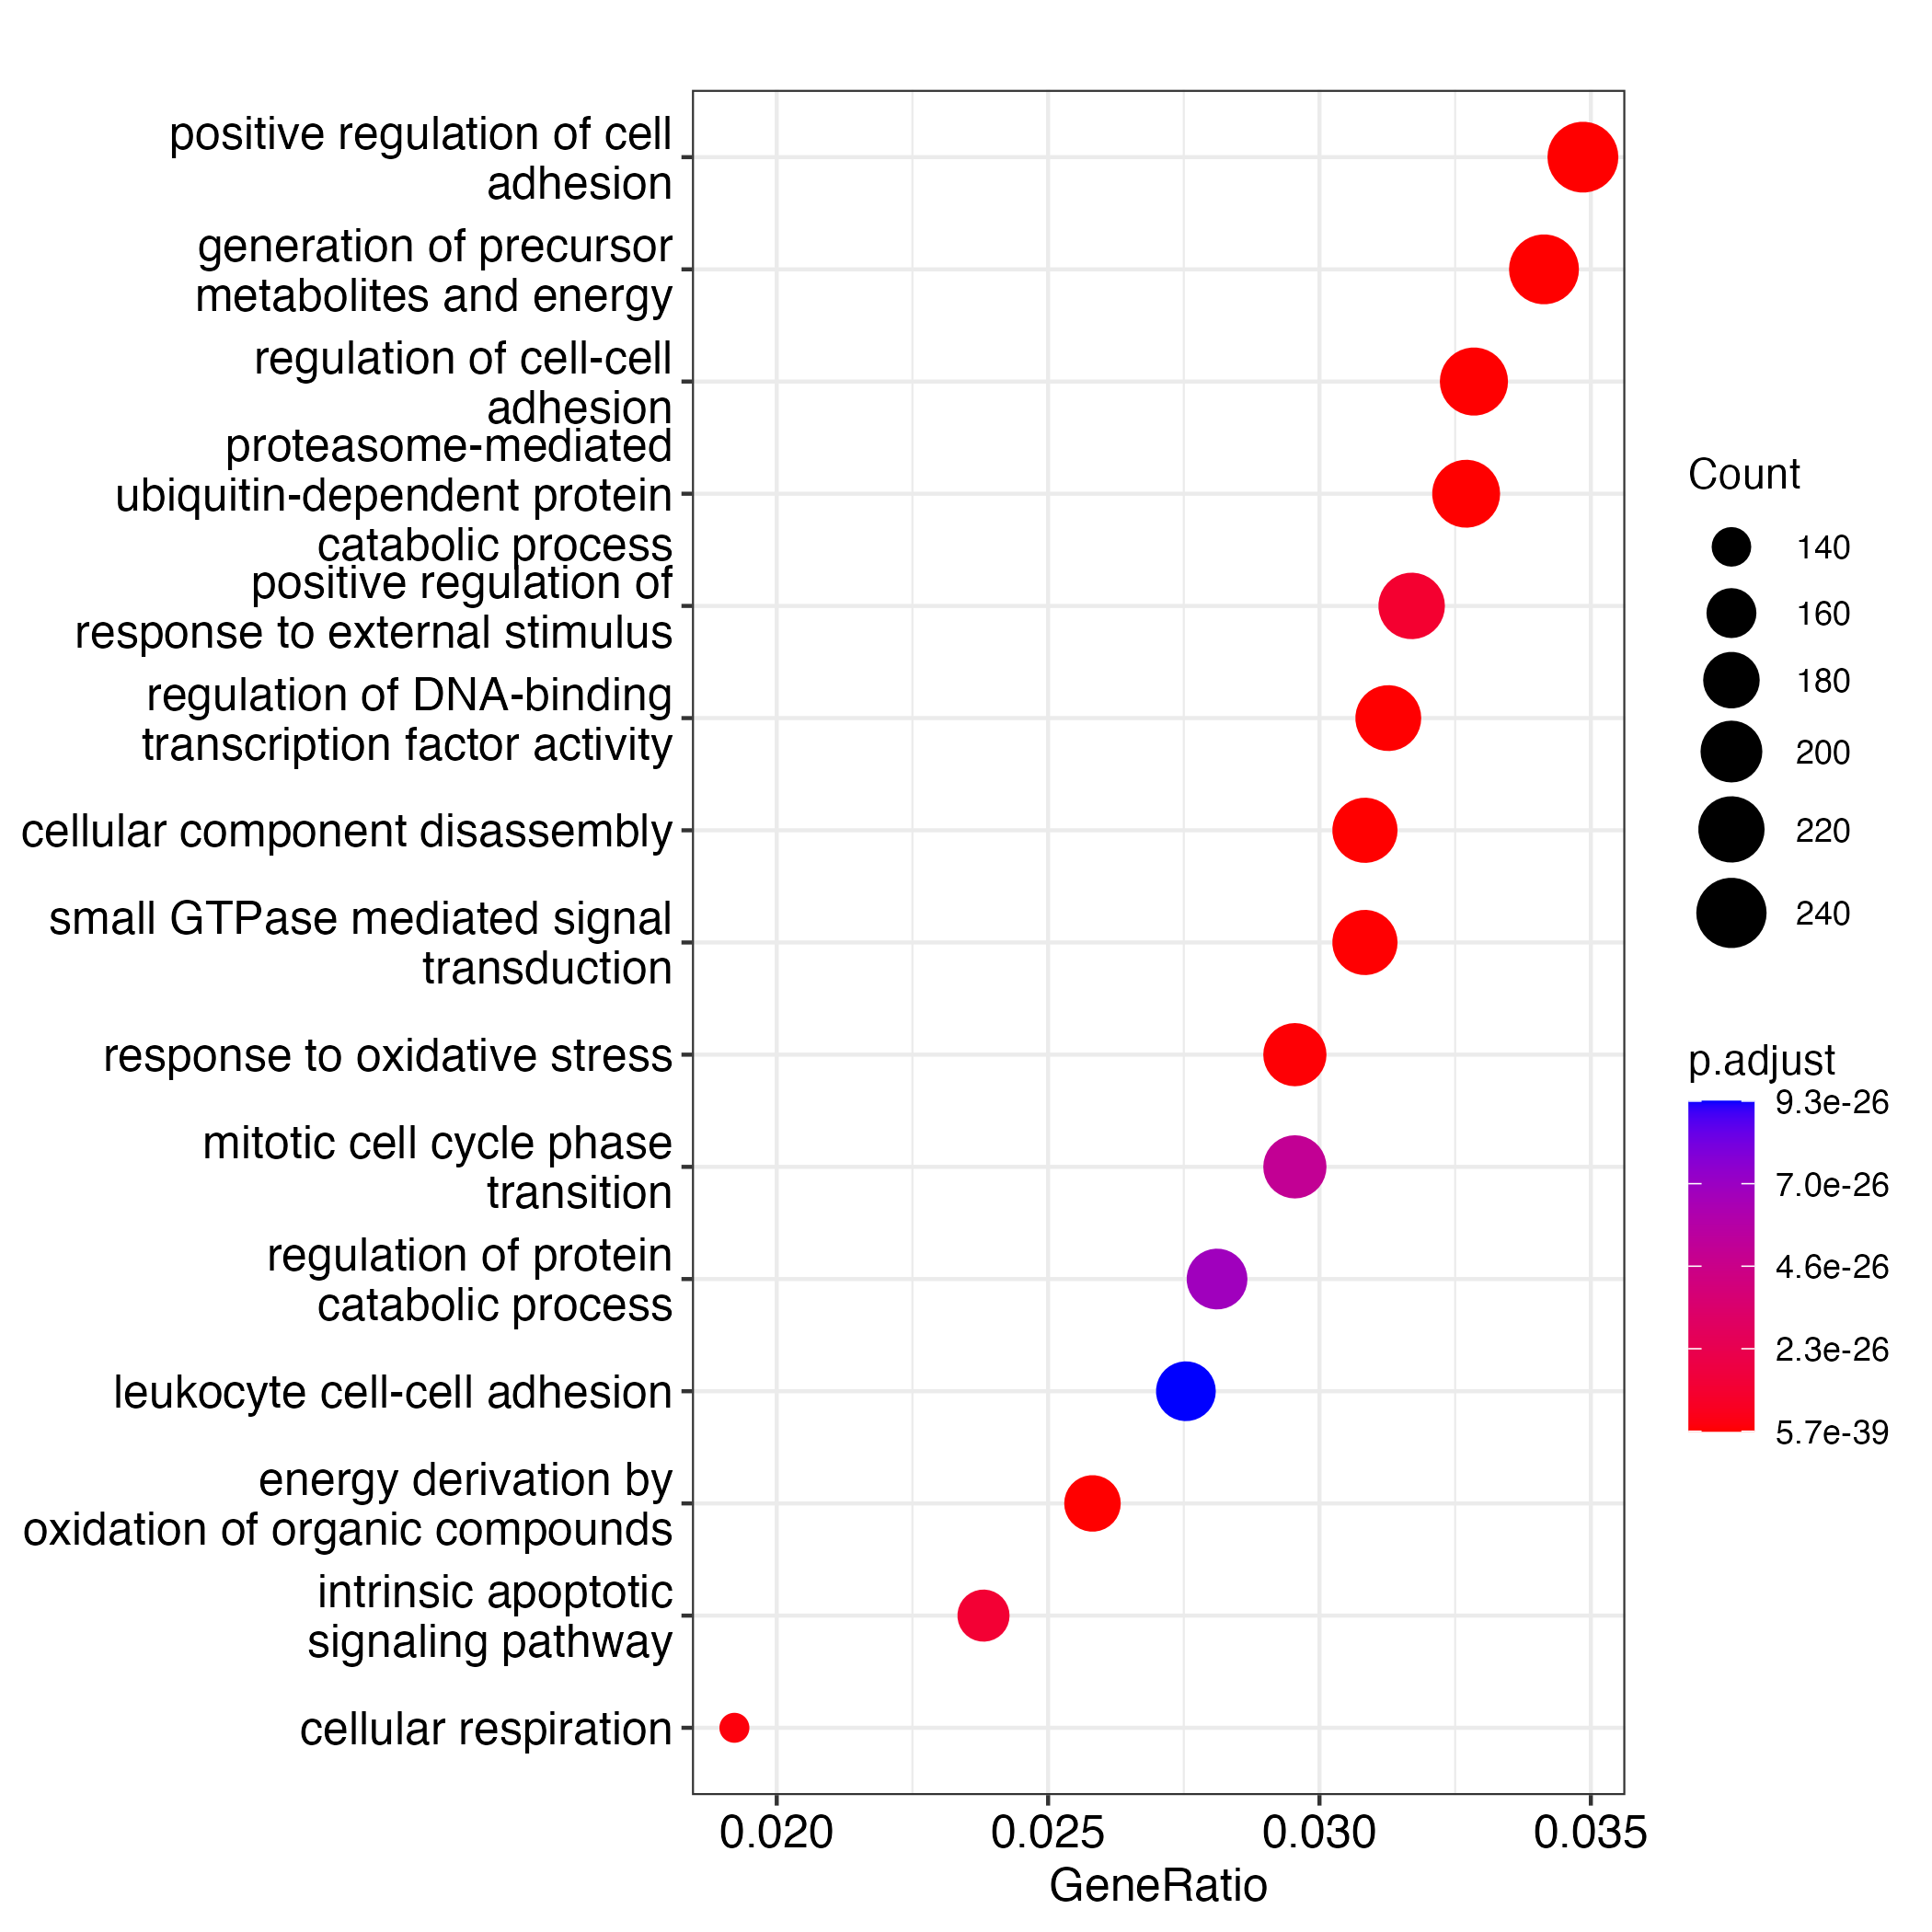 positive regulation of cell
adhesion
generation of precursor
metabolites and energy
regulation of cell-cell
adhesion
proteasome-mediated
ubiquitin-dependent protein
catabolic process
positive regulation of
response to external stimulus
regulation of DNA-binding
transcription factor activity
cellular component disassembly
small GTPase mediated signal
transduction
response to oxidative stress
mitotic cell cycle phase
transition
regulation of protein
catabolic process
leukocyte cell-cell adhesion
energy derivation by
oxidation of organic compounds
intrinsic apoptotic
signaling pathway
cellular respiration
0.020 0.025 0.030 0.035
GeneRatio
Count
140
160
180
200
220
240
p.adjust
9.3e-26
7.0e-26
4.6e-26
2.3e-26
5.7e-39